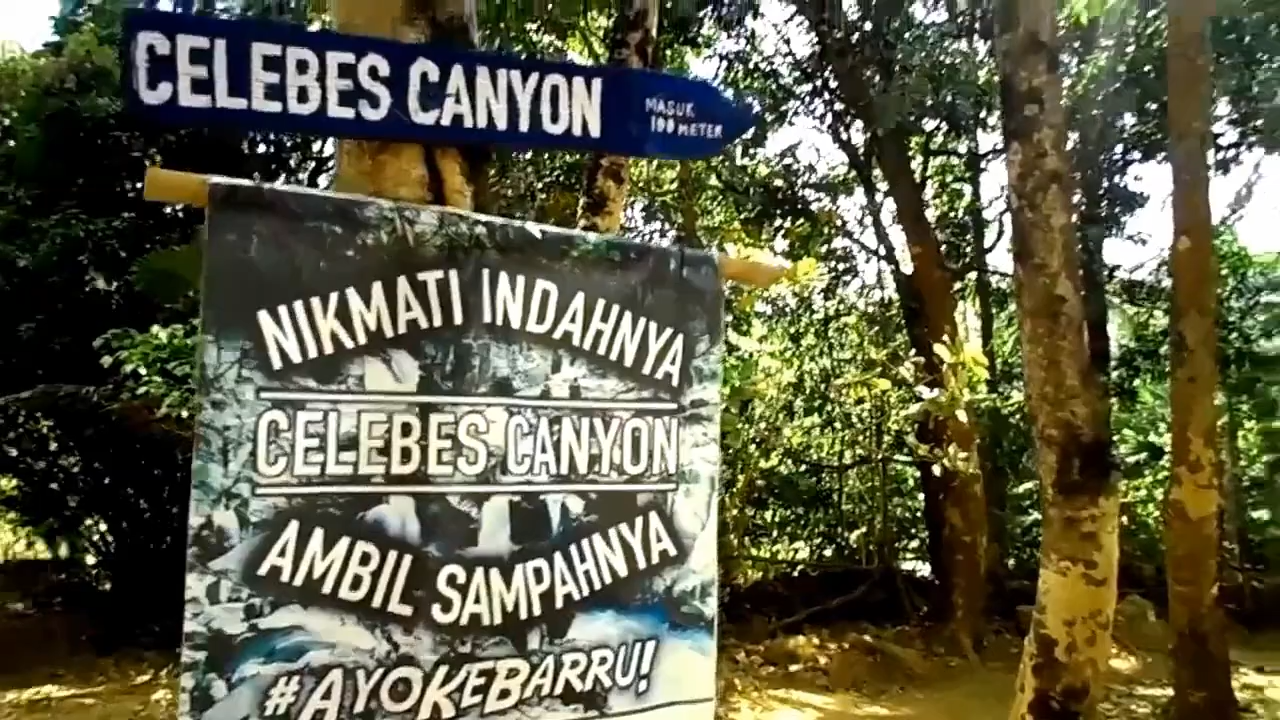 CELEBES CANYON
MASUK
100 METER
NIKMATI INDAHNYA
CELEBES CANYON
AMBIL SAMPAHNYA
#AYOKEBARRU!